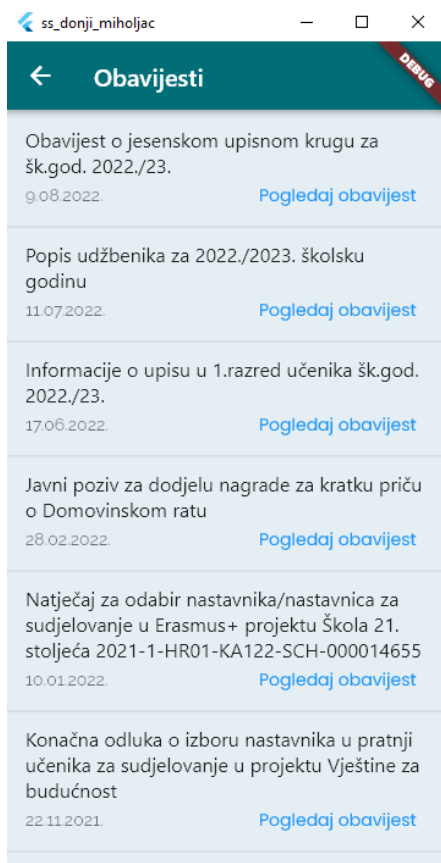 ss_donji_miholjac
Obavijesti
DEBUG
Obavijest o jesenskom upisnom krugu za
šk.god. 2022./23.
9.08.2022.
Pogledaj obavijest
Popis udžbenika za 2022./2023. školsku
godinu
11.07.2022.
Pogledaj obavijest
Informacije o upisu u 1.razred učenika šk.god.
2022./23.
17.06.2022.
Pogledaj obavijest
Javni poziv za dodjelu nagrade za kratku priču
o Domovinskom ratu
28.02.2022.
Pogledaj obavijest
Natječaj za odabir nastavnika/nastavnica za
sudjelovanje u Erasmus+ projektu Škola 21.
stoljeća 2021-1-HR01-KA122-SCH-000014655
10.01.2022.
Pogledaj obavijest
Konačna odluka o izboru nastavnika u pratnji
učenika za sudjelovanje u projektu Vještine za
budućnost
22.11.2021.
Pogledaj obavijest